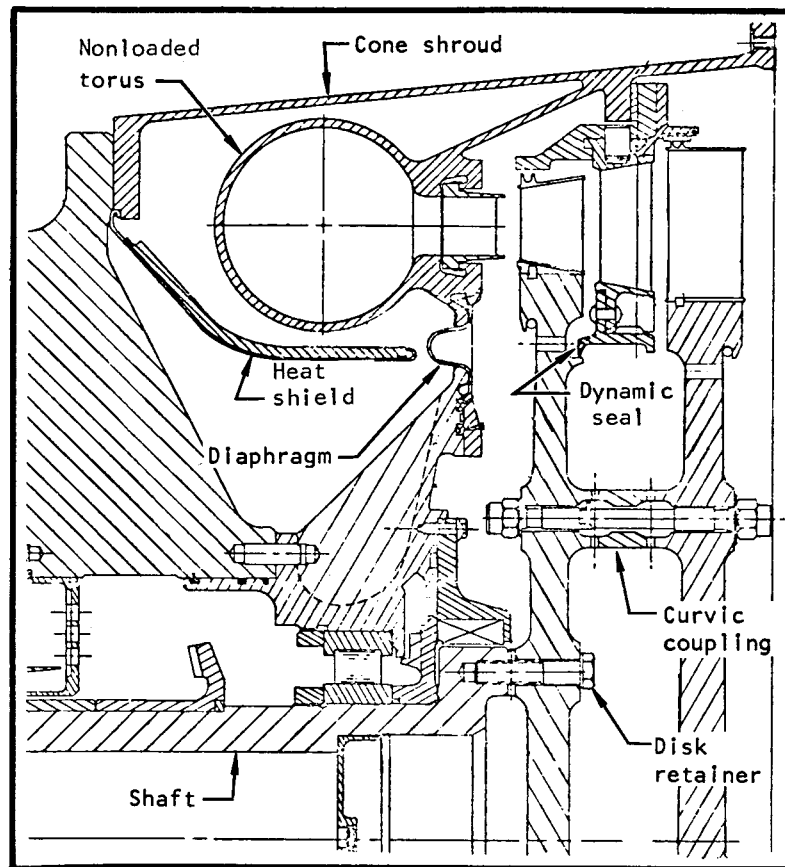 Nonloaded
torus
Cone shroud
Heat
shield
Dynamic
seal
Diaphragm
Curvic
coupling
Disk
retainer
Shaft